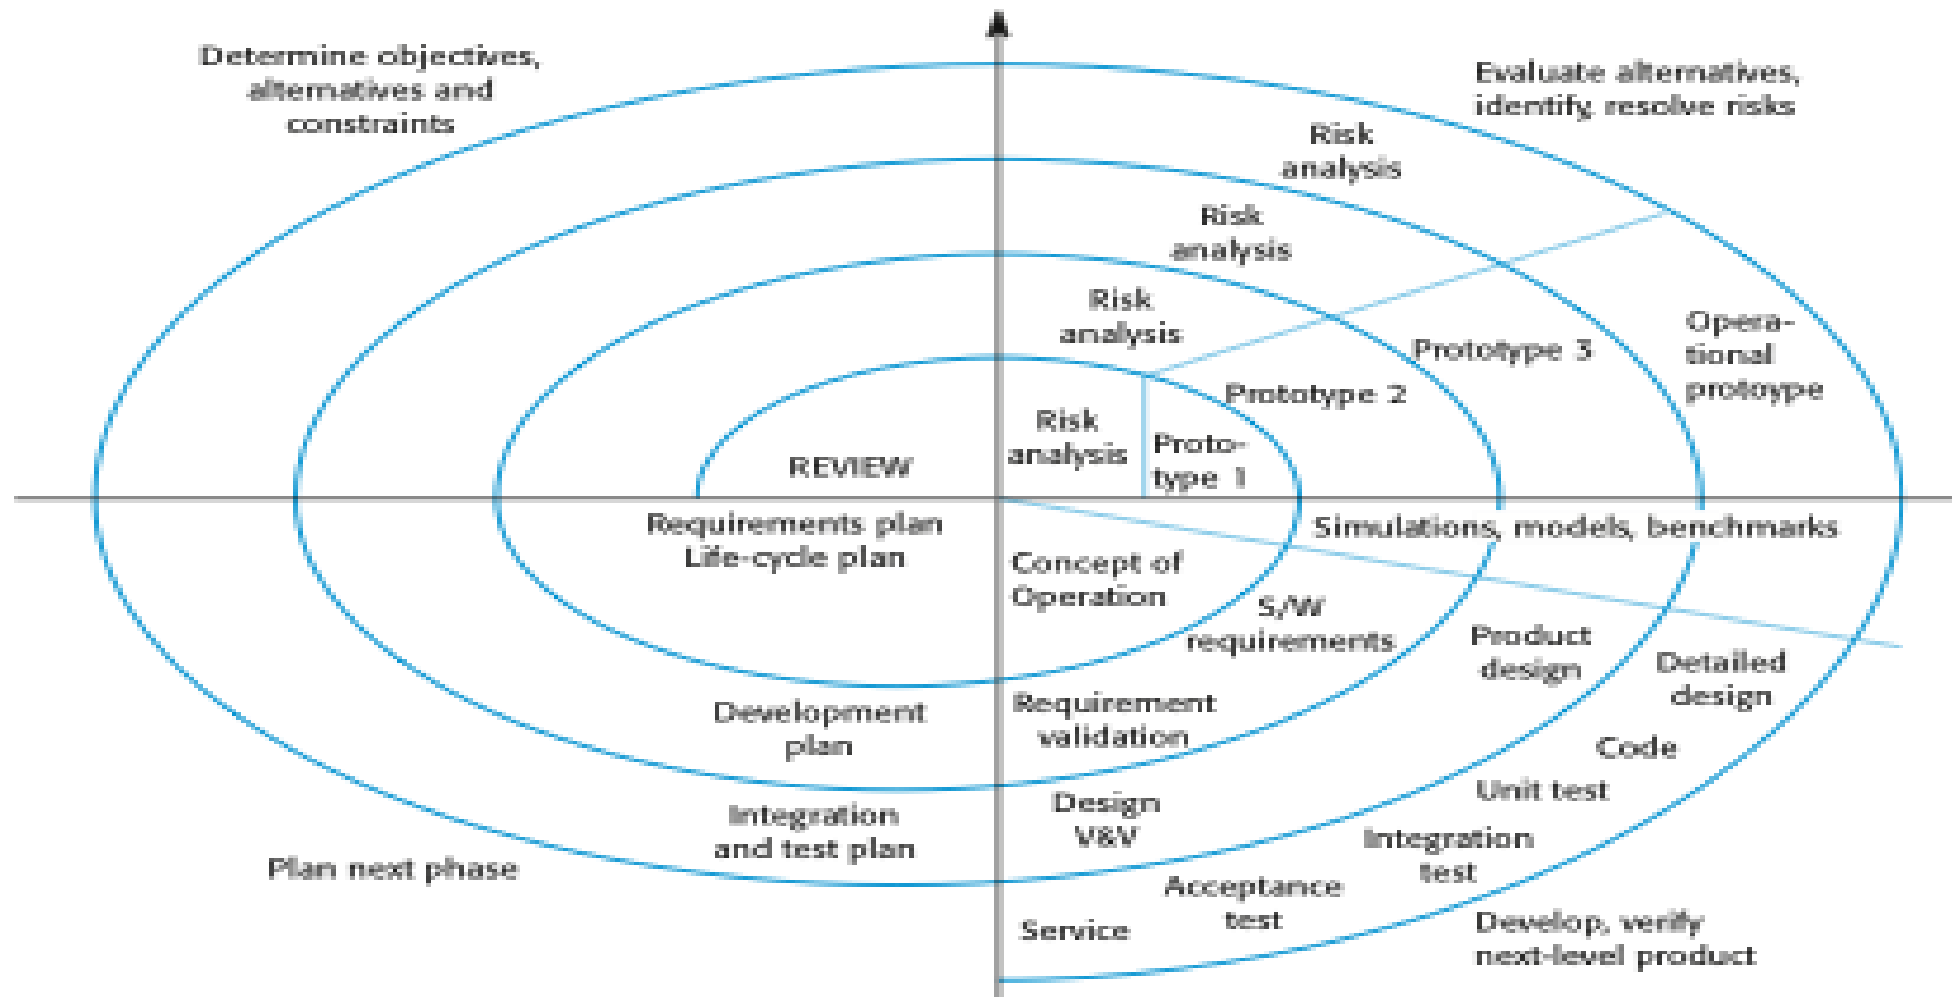 Determine objectives,
alternatives and
constraints
Evaluate alternatives,
identify, resolve risks
Risk
analysis
Risk
analysis
Risk
analysis
Risk
analysis
Proto-
type 1
Prototype 2
Prototype 3
Opera-
tional
protoype
REVIEW
Requirements plan
Life-cycle plan
Simulations, models, benchmarks
Concept of
Operation
S/W
requirements
Product
design
Detailed
design
Development
plan
Requirement
validation
Code
Unit test
Integration
and test plan
Design
V&V
Integration
test
Plan next phase
Acceptance
test
Service
Develop, verify
next-level product